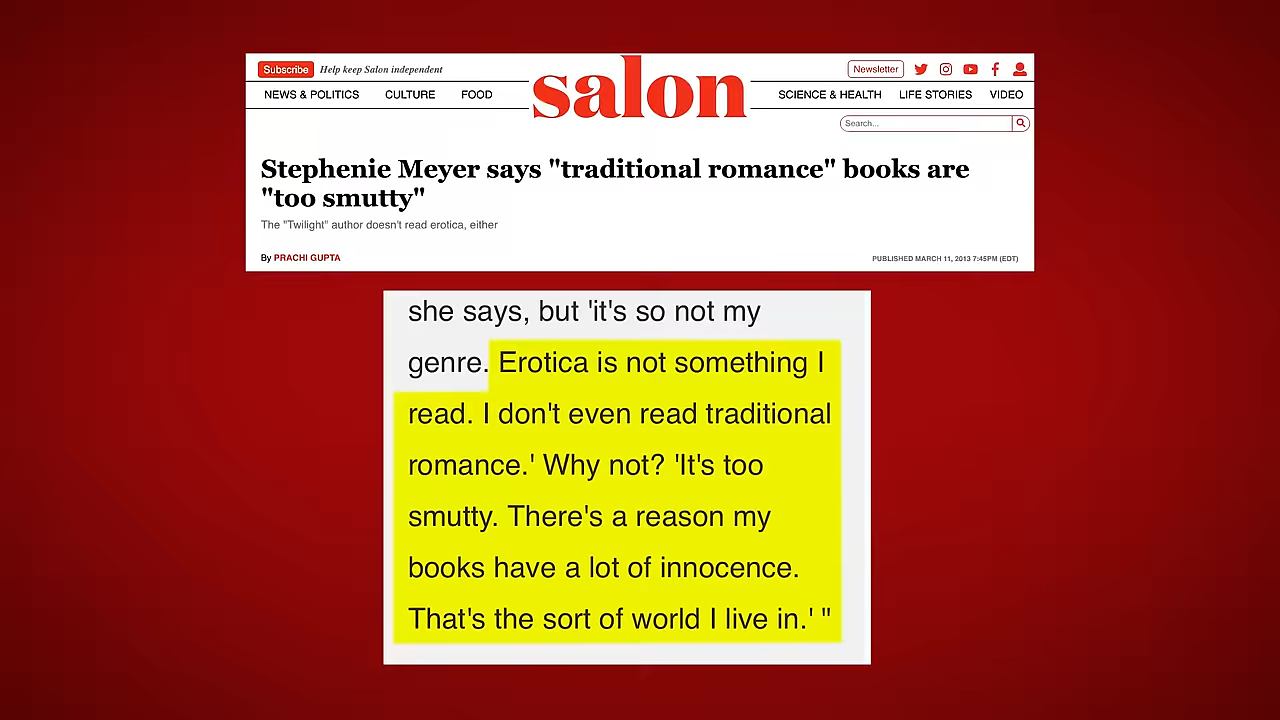 Subscribe Help keep Salon independent
salon
Newsletter
NEWS & POLITICS CULTURE FOOD
SCIENCE & HEALTH LIFE STORIES VIDEO
Search...
Stephenie Meyer says "traditional romance" books are
"too smutty"
The "Twilight" author doesn't read erotica, either
By PRACHI GUPTA
PUBLISHED MARCH 11, 2013 7:45PM (EDT)
she says, but 'it's so not my
genre. Erotica is not something I
read. I don't even read traditional
romance.' Why not? 'It's too
smutty. There's a reason my
books have a lot of innocence.
That's the sort of world I live in.' "